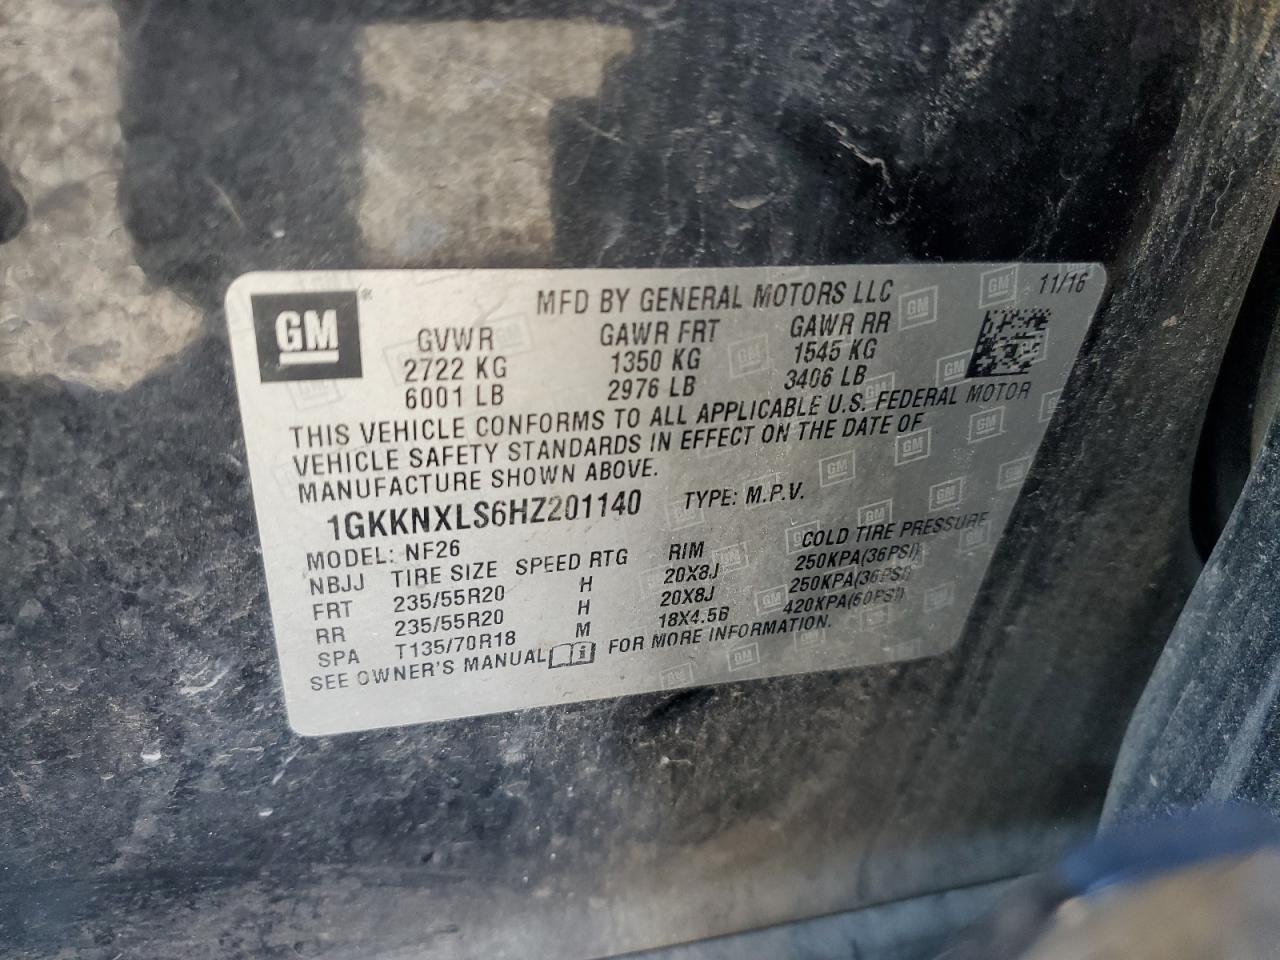 GM
MFD BY GENERAL MOTORS LLC 11/16
GVWR GAWR FRT GAWR RR
2722 KG 1350 KG 1545 KG
6001 LB 2976 LB 3406 LB
THIS VEHICLE CONFORMS TO ALL APPLICABLE U.S. FEDERAL MOTOR
VEHICLE SAFETY STANDARDS IN EFFECT ON THE DATE OF
MANUFACTURE SHOWN ABOVE.
1GKKNXLS6HZ201140 TYPE: M.P.V.
MODEL: NF26
NBJJ TIRE SIZE SPEED RTG RIM COLD TIRE PRESSURE
FRT 235/55R20 H 20X8J 250KPA(36PSI)
RR 235/55R20 H 20X8J 250KPA(36PSI)
SPA T135/70R18 M 18X4.5B 420KPA(60PSI)
SEE OWNER'S MANUAL FOR MORE INFORMATION.